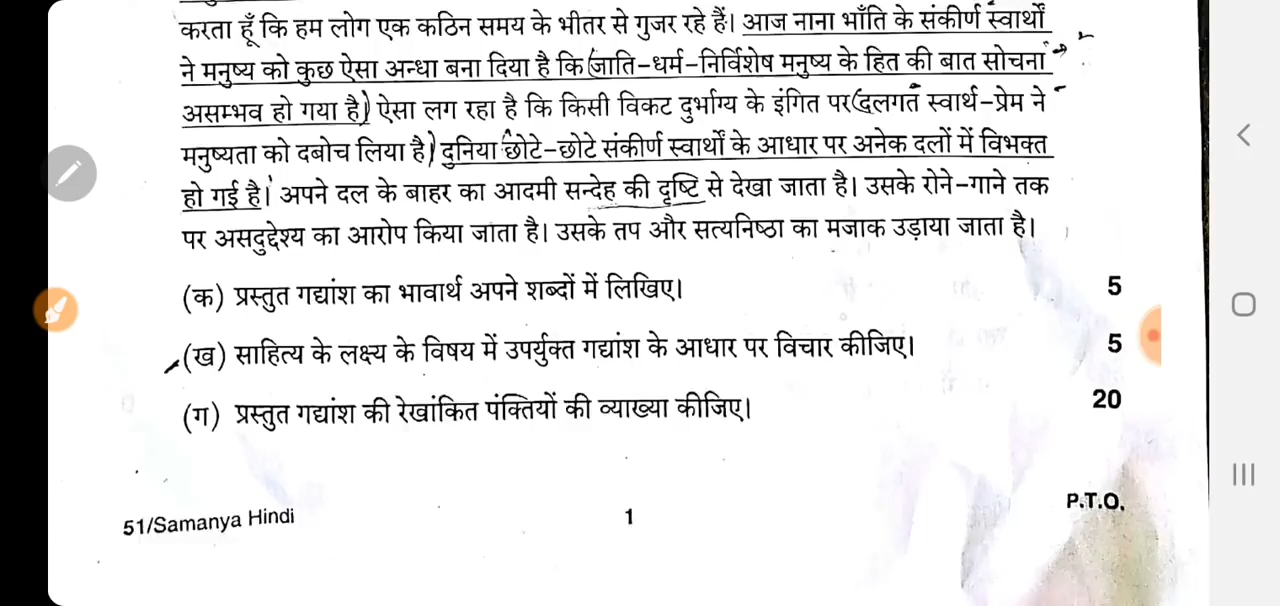 करता हूँ कि हम लोग एक कठिन समय के भीतर से गुजर रहे हैं। आज नाना भाँति के संकीर्ण स्वार्थों
ने मनुष्य को कुछ ऐसा अन्धा बना दिया है कि (जाति-धर्म-निर्विशेष मनुष्य के हित की बात सोचना
असम्भव हो गया है।) ऐसा लग रहा है कि किसी विकट दुर्भाग्य के इंगित पर (दलगत स्वार्थ-प्रेम ने
मनुष्यता को दबोच लिया है।) दुनिया छोटे-छोटे संकीर्ण स्वार्थों के आधार पर अनेक दलों में विभक्त
हो गई है। अपने दल के बाहर का आदमी सन्देह की दृष्टि से देखा जाता है। उसके रोने-गाने तक
पर असदुद्देश्य का आरोप किया जाता है। उसके तप और सत्यनिष्ठा का मजाक उड़ाया जाता है।
(क) प्रस्तुत गद्यांश का भावार्थ अपने शब्दों में लिखिए। 5
(ख) साहित्य के लक्ष्य के विषय में उपर्युक्त गद्यांश के आधार पर विचार कीजिए। 5
(ग) प्रस्तुत गद्यांश की रेखांकित पंक्तियों की व्याख्या कीजिए। 20
51/Samanya Hindi 1 P.T.O.